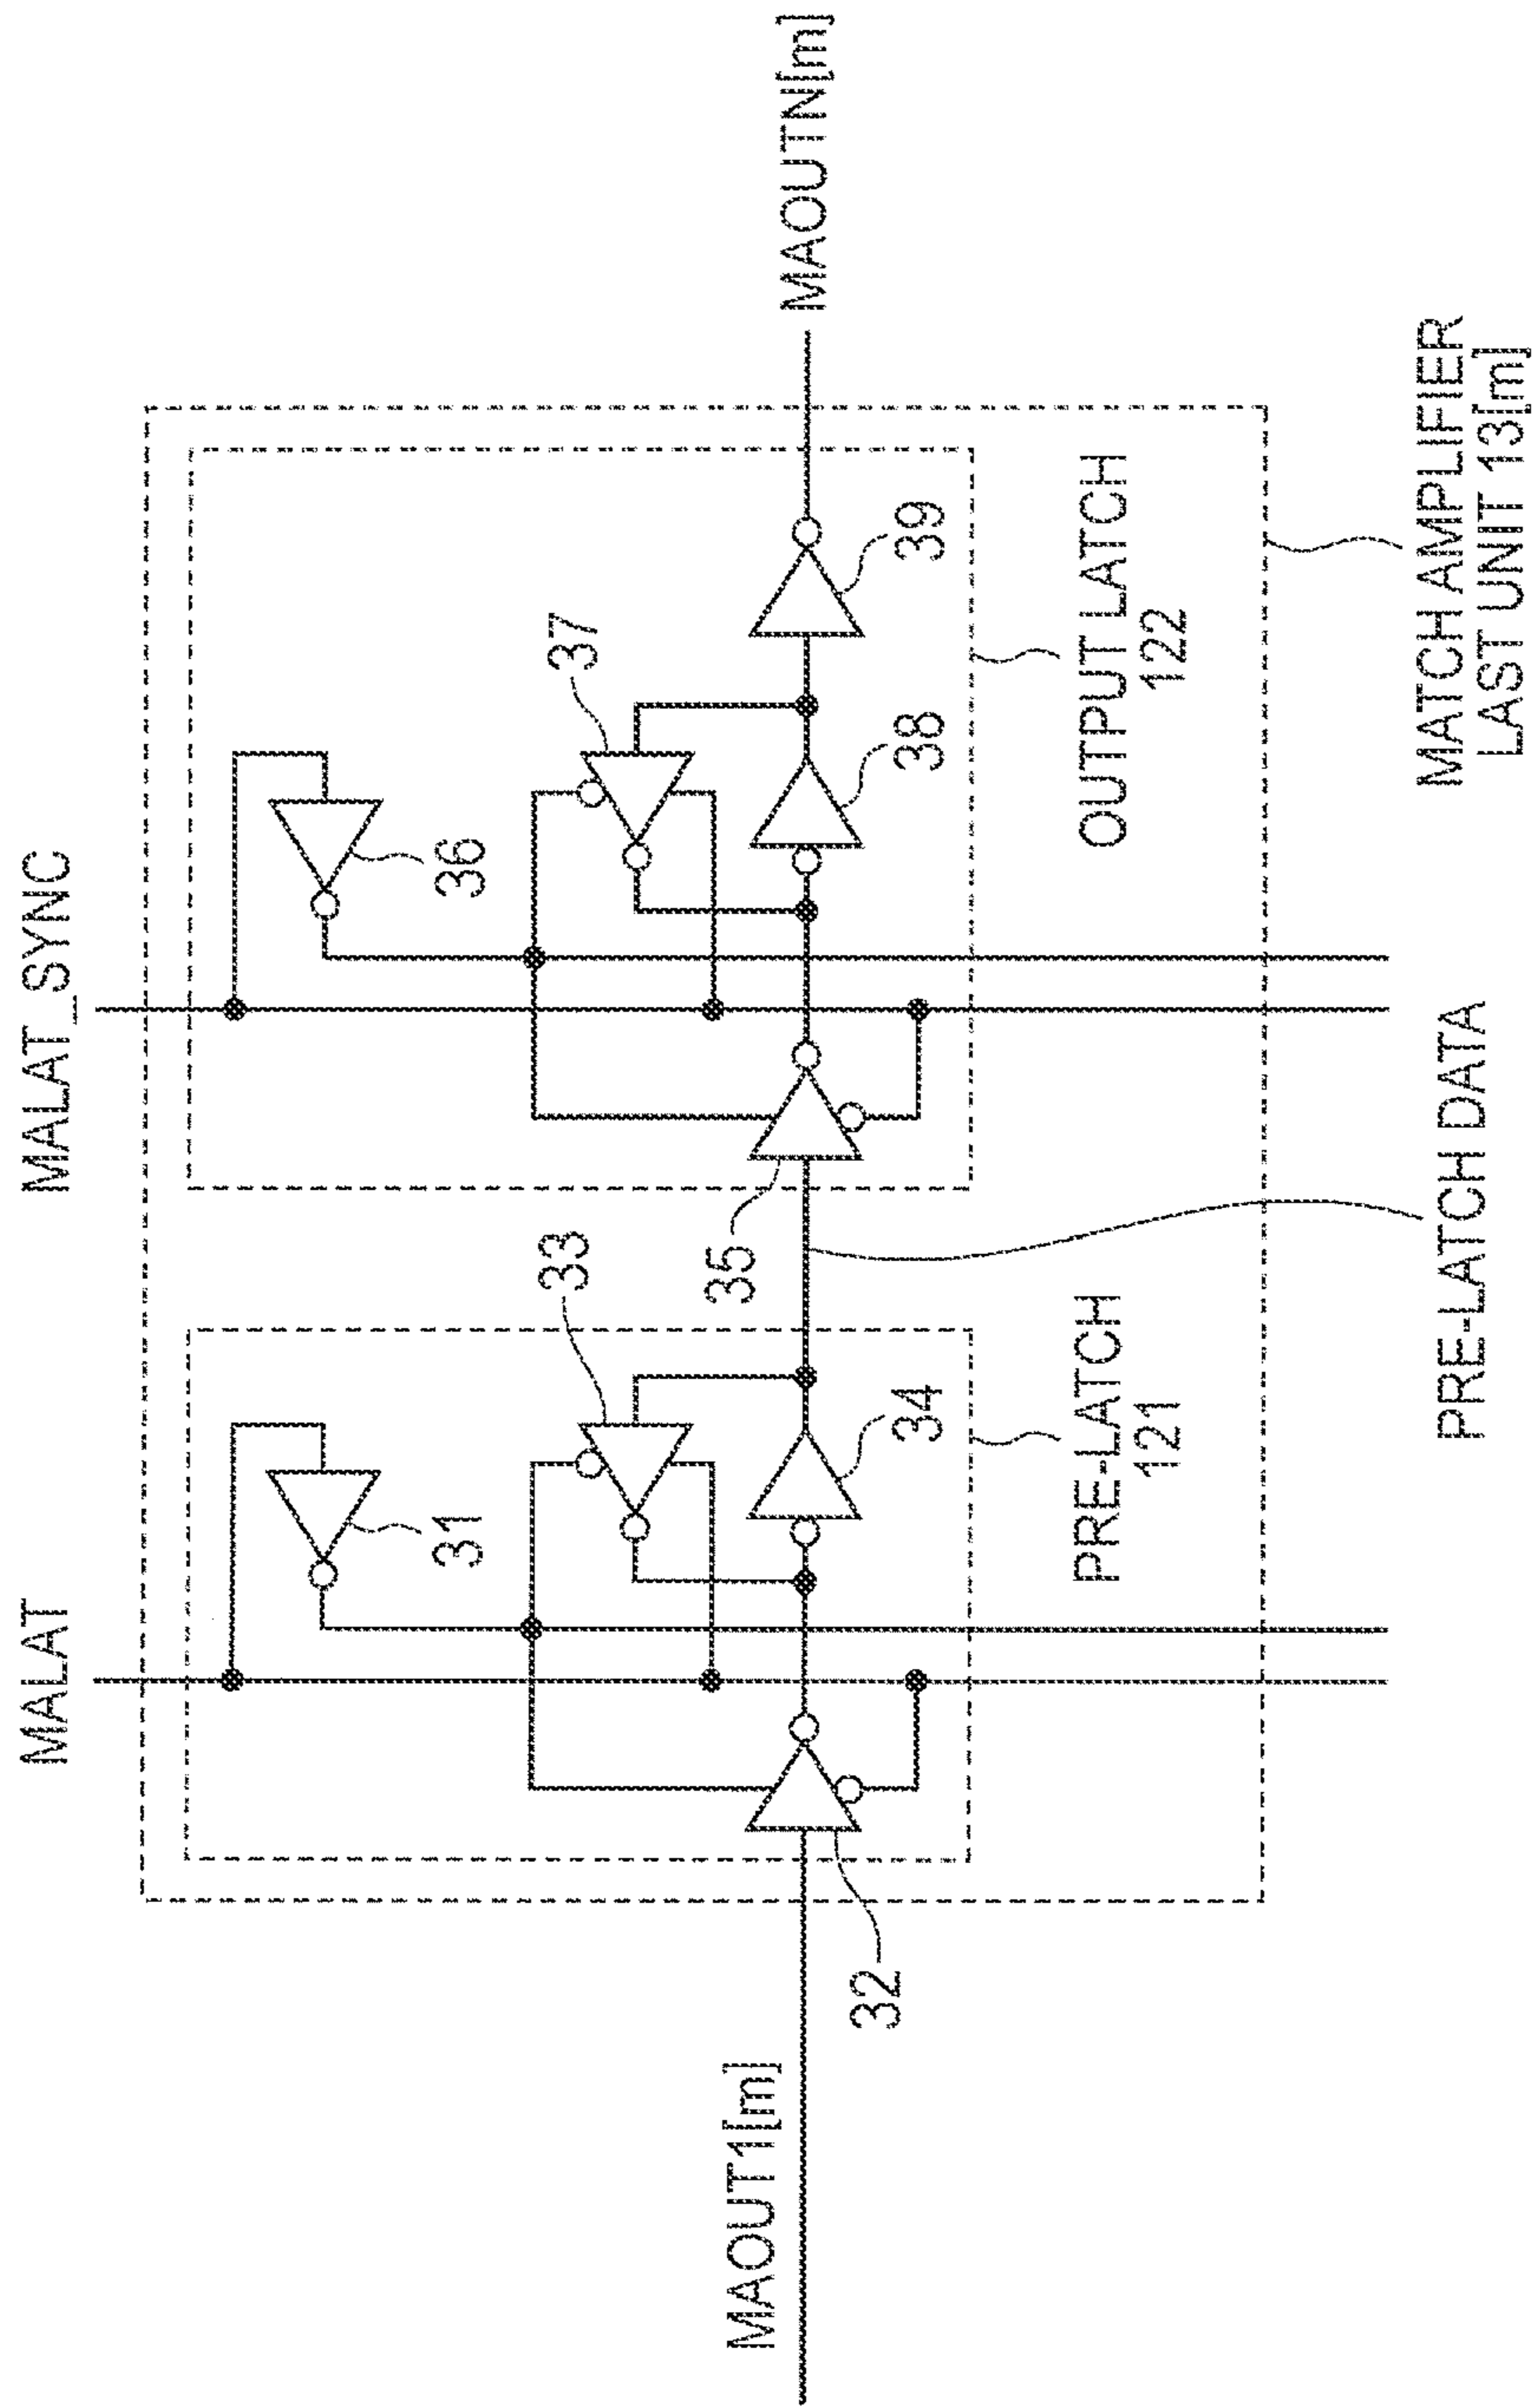 MALAT
MALAT_SYNC
31
36
33
37
MAOUT1[m]
35
MAOUTN[m]
32
34
38
39
PRE-LATCH
121
OUTPUT LATCH
122
PRE-LATCH DATA
MATCH AMPLIFIER
LAST UNIT 13[m]